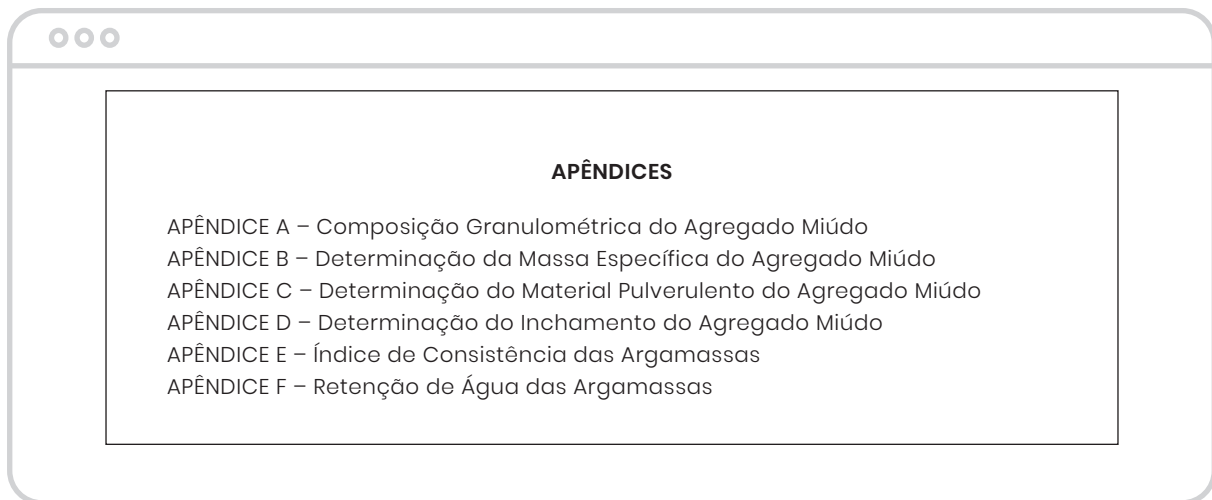 APÊNDICES
APÊNDICE A – Composição Granulométrica do Agregado Miúdo
APÊNDICE B – Determinação da Massa Específica do Agregado Miúdo
APÊNDICE C – Determinação do Material Pulverulento do Agregado Miúdo
APÊNDICE D – Determinação do Inchamento do Agregado Miúdo
APÊNDICE E – Índice de Consistência das Argamassas
APÊNDICE F – Retenção de Água das Argamassas